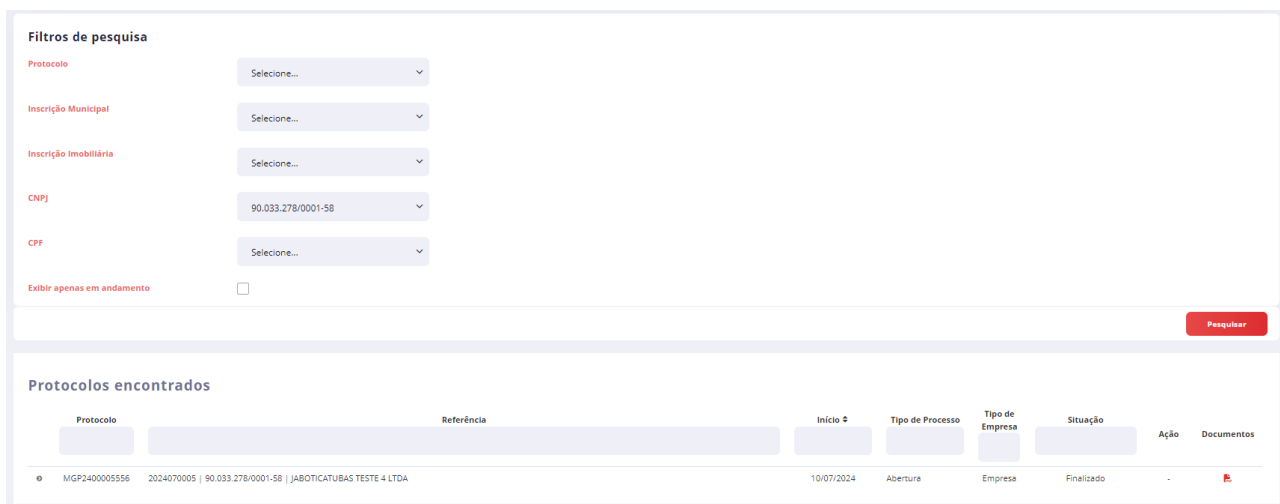 Filtros de pesquisa
Protocolo
Selecione...
Inscrição Municipal
Selecione...
Inscrição Imobiliária
Selecione...
CNPJ
90.033.278/0001-58
CPF
Selecione...
Exibir apenas em andamento
Pesquisar
Protocolos encontrados
Protocolo Referência Início Tipo de Processo Tipo de Empresa Situação Ação Documentos
MGP2400005556 2024070005 | 90.033.278/0001-58 | JABOTICATUBAS TESTE 4 LTDA 10/07/2024 Abertura Empresa Finalizado -